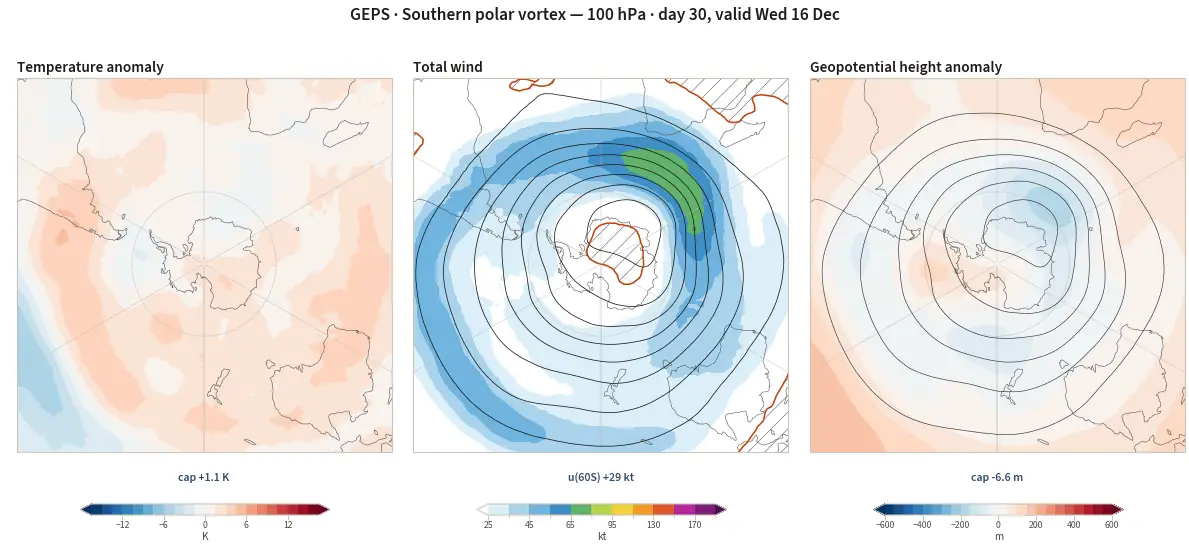 GEPS · Southern polar vortex — 100 hPa · day 30, valid Wed 16 Dec
Temperature anomaly
Total wind
Geopotential height anomaly
cap +1.1 K
u(60S) +29 kt
cap -6.6 m
−12 −6 0 6 12
K
25 45 65 95 130 170
kt
−600 −400 −200 0 200 400 600
m